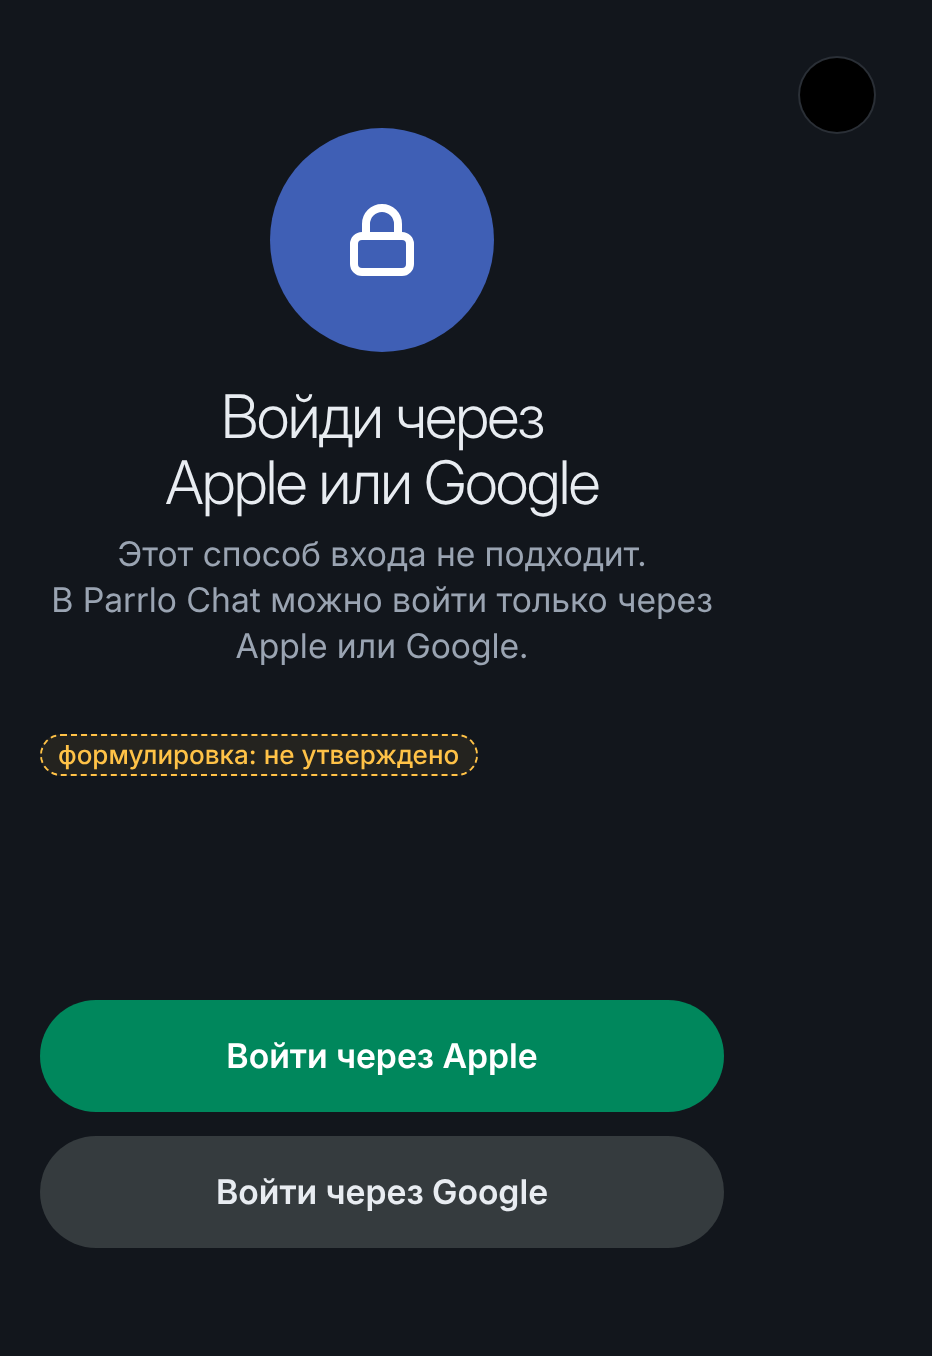 Войди через
Apple или Google
Этот способ входа не подходит.
В Parrlo Chat можно войти только через
Apple или Google.
формулировка: не утверждено
Войти через Apple
Войти через Google